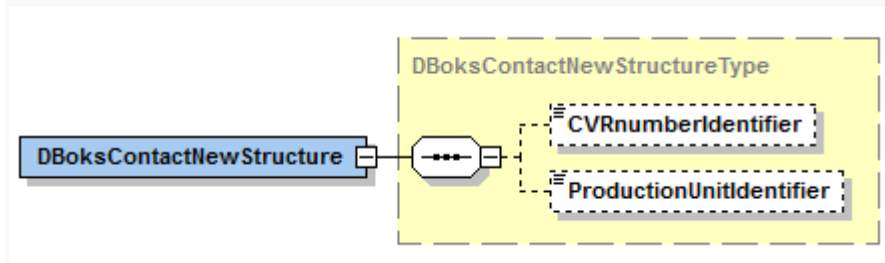 DBoksContactNewStructureType
CVRnumberIdentifier
DBoksContactNewStructure
ProductionUnitIdentifier